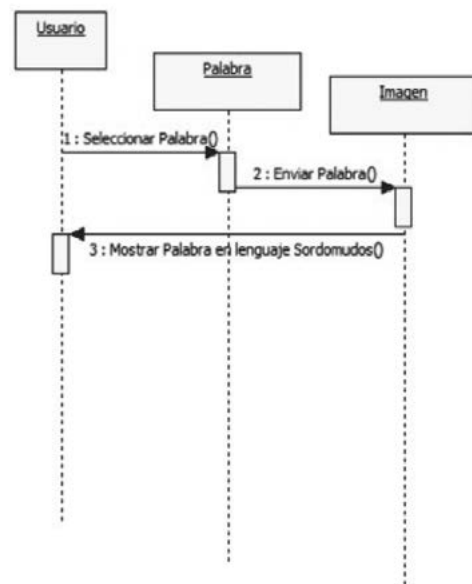 Usuario
Palabra
Imagen
1 : Seleccionar Palabra()
2 : Enviar Palabra()
3 : Mostrar Palabra en lenguaje Sordomudos()